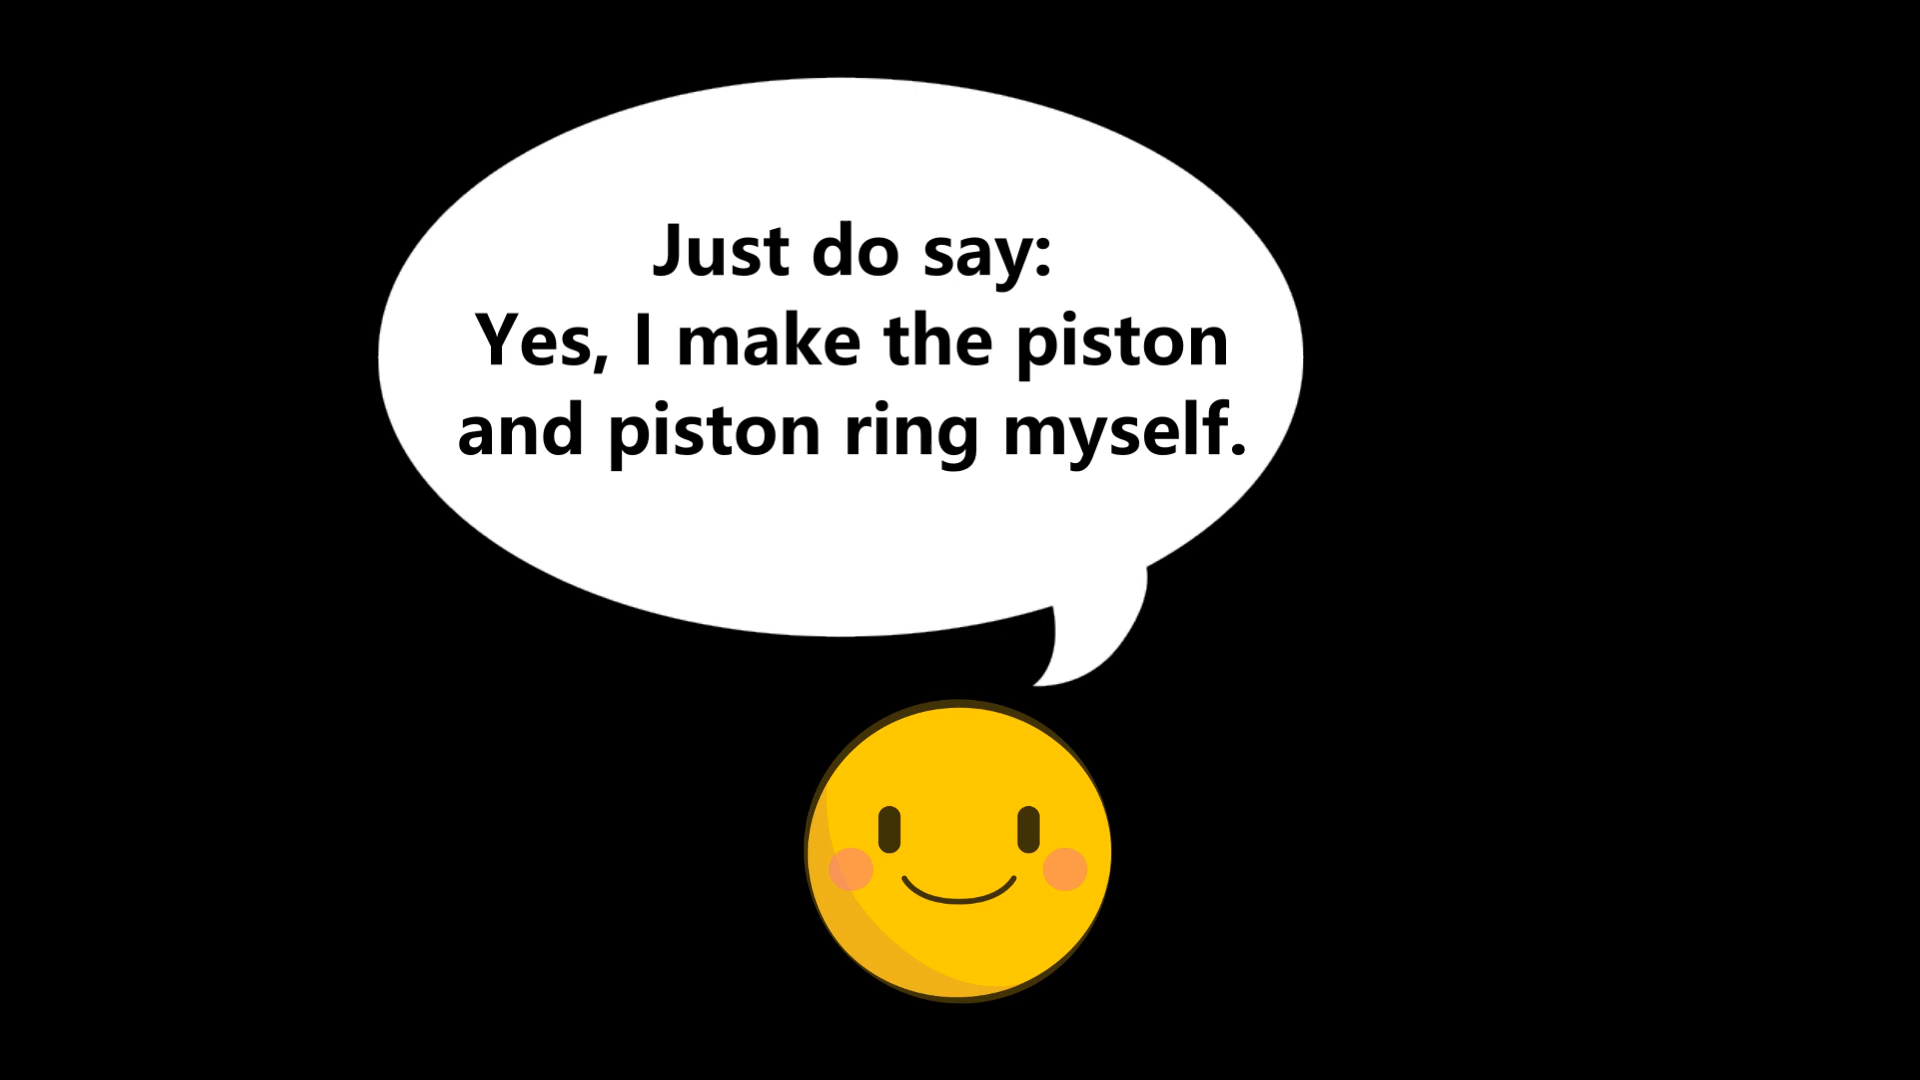 Just do say:
Yes, I make the piston
and piston ring myself.